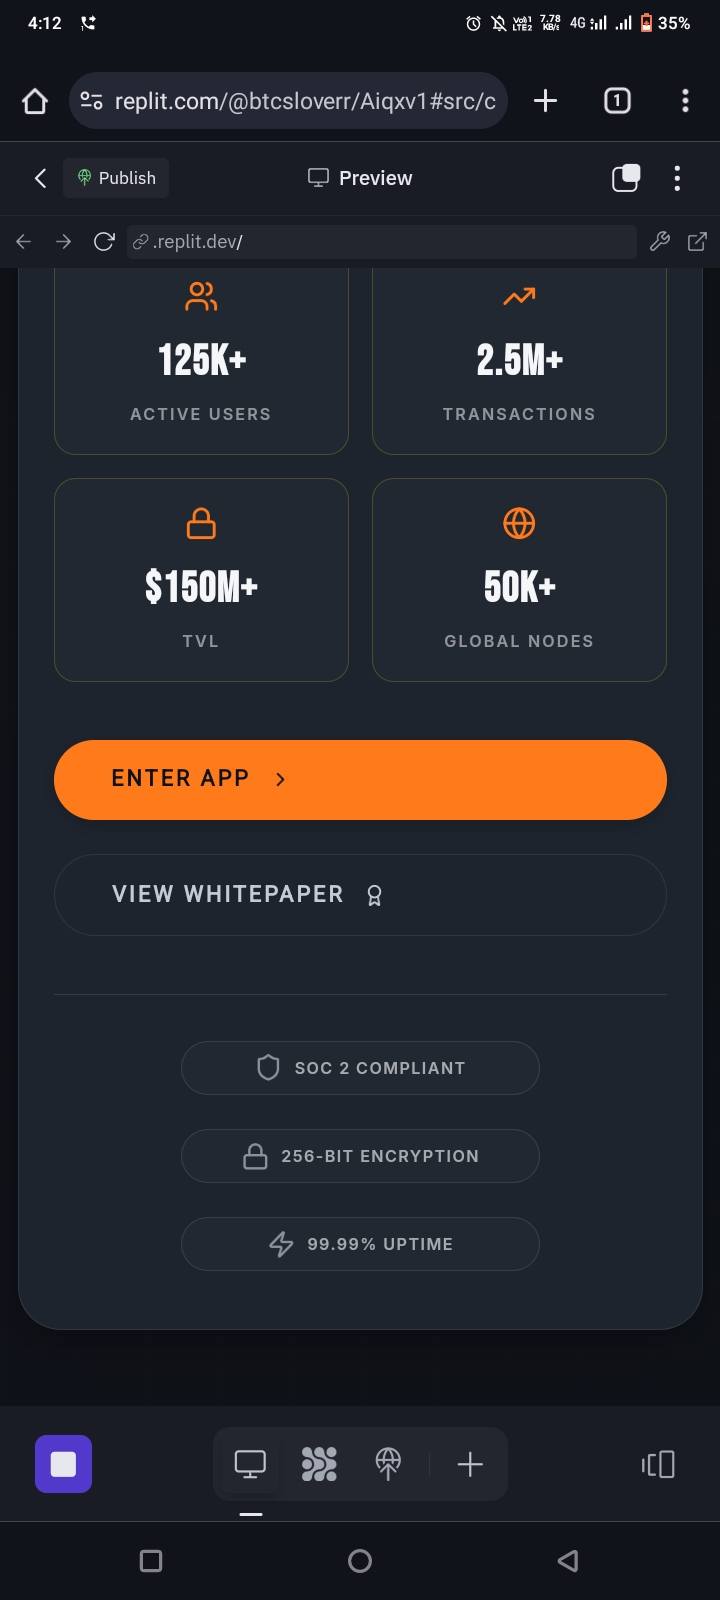 4:12
Vo)) 1
LTE2
7.78
KB/s
4G
35%
replit.com/@btcsloverr/Aiqxv1#src/c
1
Publish
Preview
.replit.dev/
125K+
ACTIVE USERS
2.5M+
TRANSACTIONS
$150M+
TVL
50K+
GLOBAL NODES
ENTER APP
VIEW WHITEPAPER
SOC 2 COMPLIANT
256-BIT ENCRYPTION
99.99% UPTIME